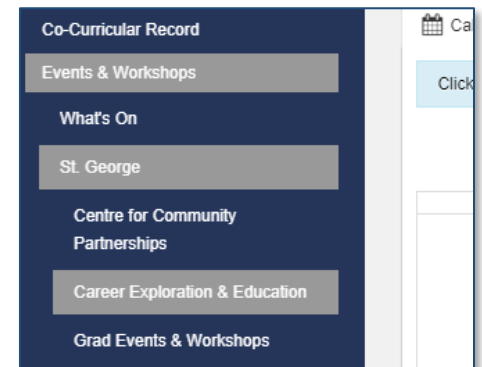 Co-Curricular Record
Events & Workshops
What's On
St. George
Centre for Community
Partnerships
Career Exploration & Education
Grad Events & Workshops
Click